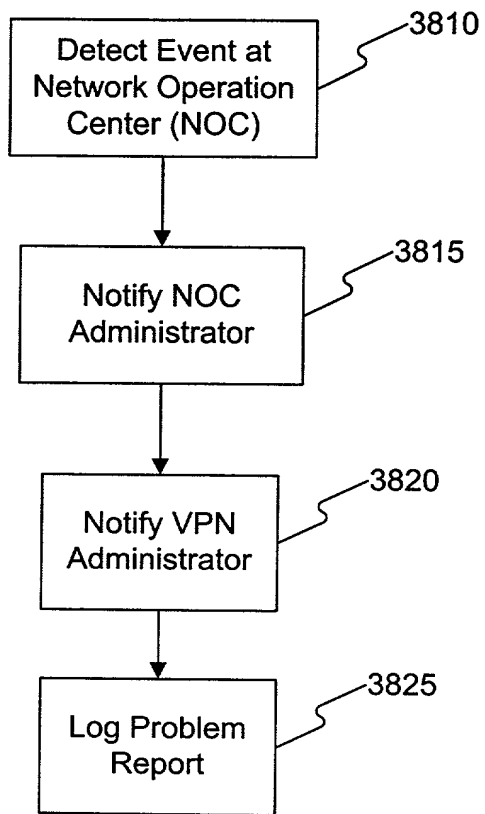 3810
Detect Event at
Network Operation
Center (NOC)
3815
Notify NOC
Administrator
3820
Notify VPN
Administrator
3825
Log Problem
Report